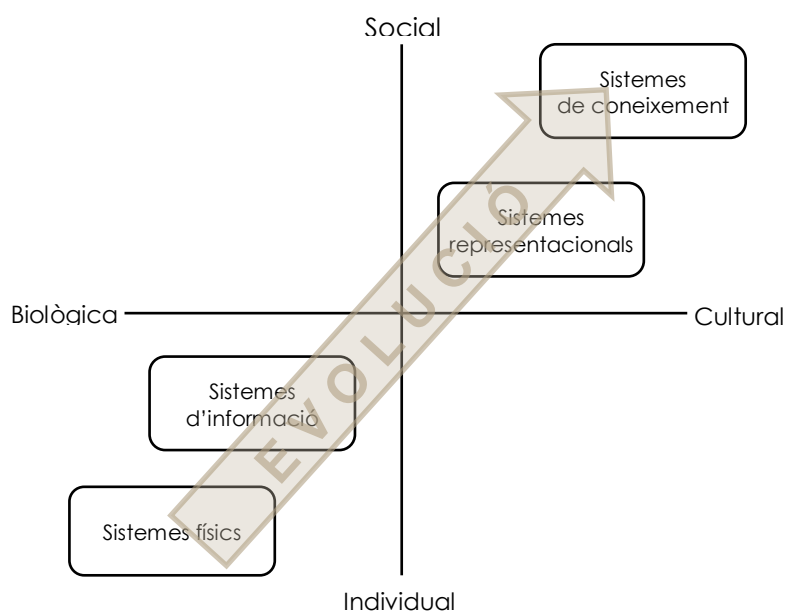 Social
Sistemes
de coneixement
Sistemes
representacionals
Biològica
Cultural
EVOLUCIÓ
Sistemes
d’informació
Sistemes físics
Individual